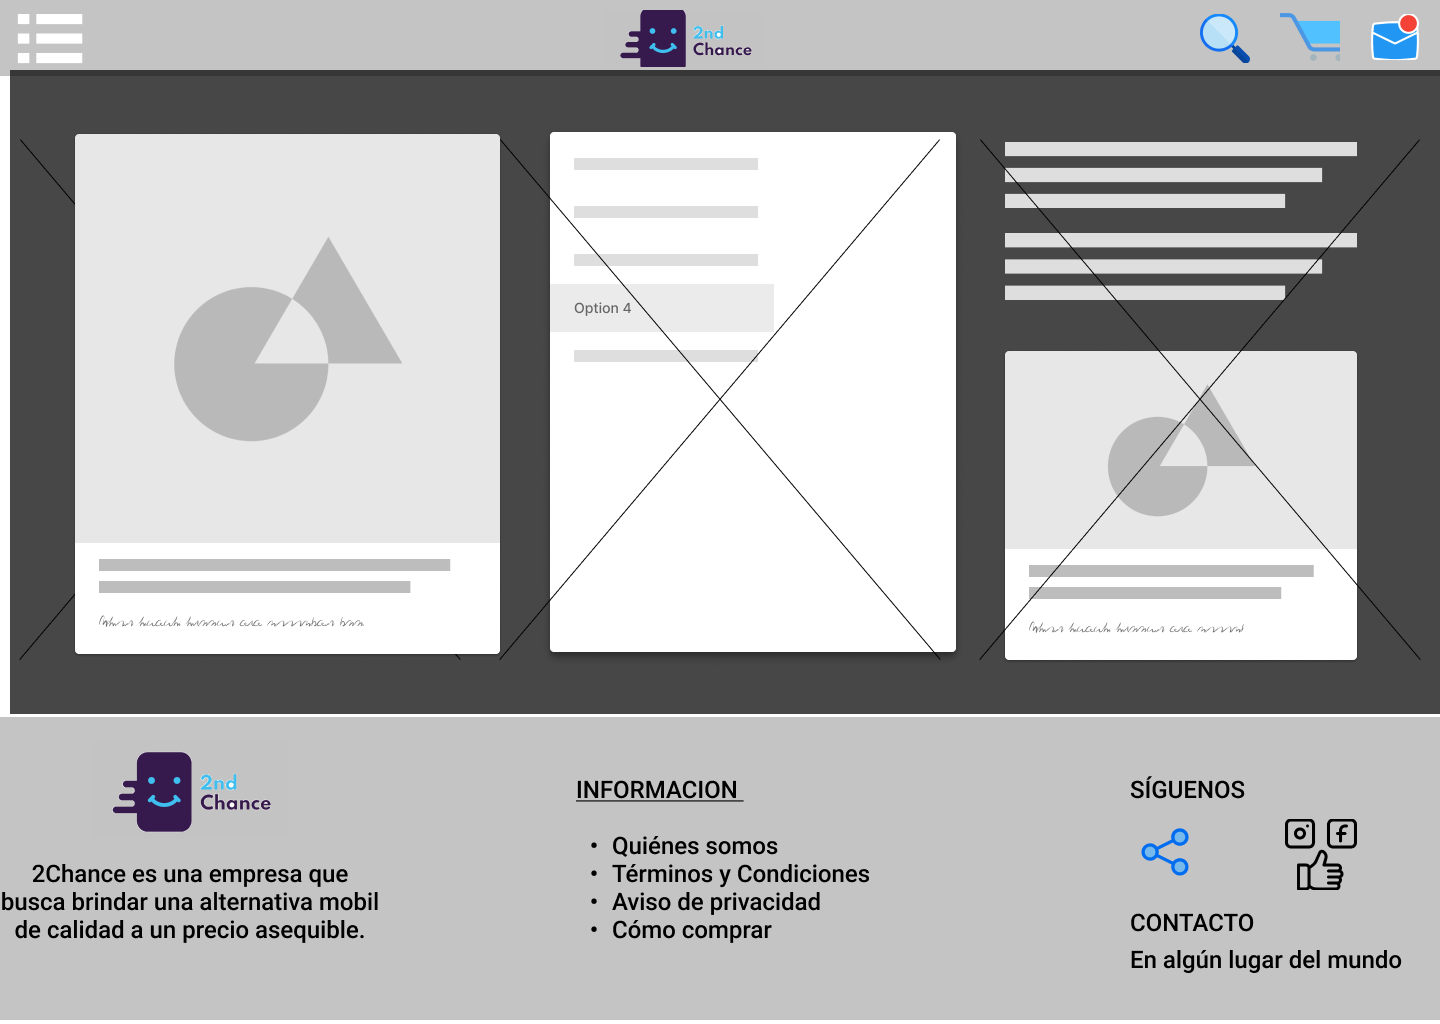 2nd
Chance
Option 4
2nd
Chance
2Chance es una empresa que
busca brindar una alternativa mobil
de calidad a un precio asequible.
INFORMACION
• Quiénes somos
• Términos y Condiciones
• Aviso de privacidad
• Cómo comprar
SÍGUENOS
CONTACTO
En algún lugar del mundo